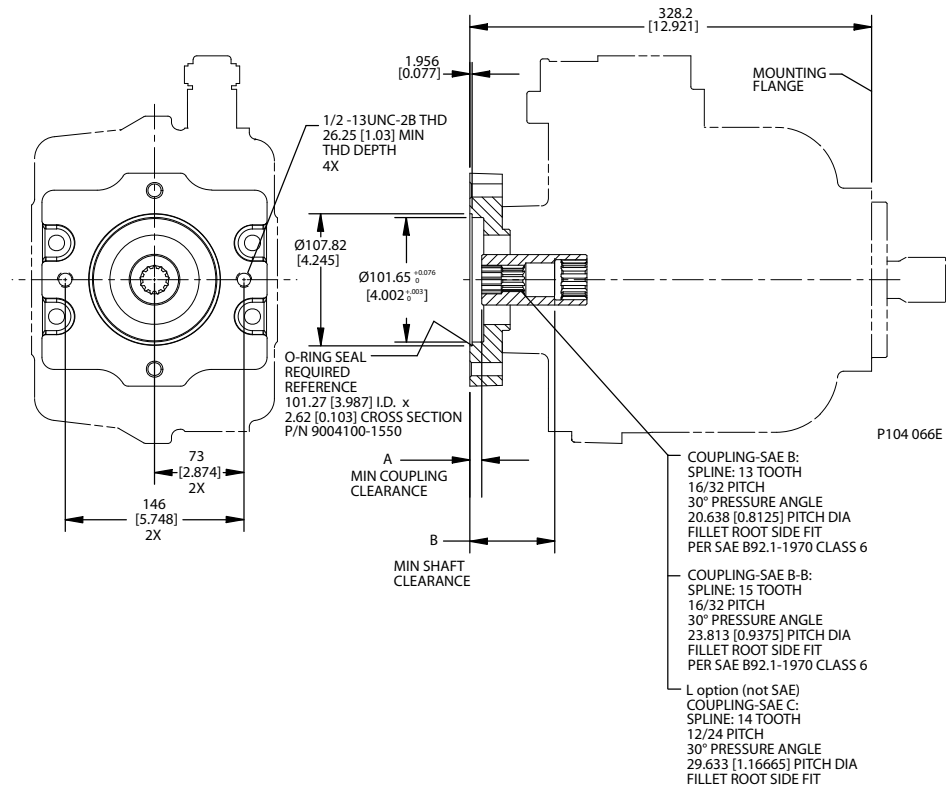 328.2
[12.921]
1.956
[0.077]
MOUNTING
FLANGE
1/2 -13UNC-2B THD
26.25 [1.03] MIN
THD DEPTH
4X
Ø107.82
[4.245]
Ø101.65 +0.076 0
[4.002 +.003 0]
O-RING SEAL
REQUIRED
REFERENCE
101.27 [3.987] I.D. x
2.62 [0.103] CROSS SECTION
P/N 9004100-1550
P104 066E
73
[2.874]
2X
146
[5.748]
2X
A
MIN COUPLING
CLEARANCE
B
MIN SHAFT
CLEARANCE
COUPLING-SAE B:
SPLINE: 13 TOOTH
16/32 PITCH
30° PRESSURE ANGLE
20.638 [0.8125] PITCH DIA
FILLET ROOT SIDE FIT
PER SAE B92.1-1970 CLASS 6
COUPLING-SAE B-B:
SPLINE: 15 TOOTH
16/32 PITCH
30° PRESSURE ANGLE
23.813 [0.9375] PITCH DIA
FILLET ROOT SIDE FIT
PER SAE B92.1-1970 CLASS 6
L option (not SAE)
COUPLING-SAE C:
SPLINE: 14 TOOTH
12/24 PITCH
30° PRESSURE ANGLE
29.633 [1.16665] PITCH DIA
FILLET ROOT SIDE FIT